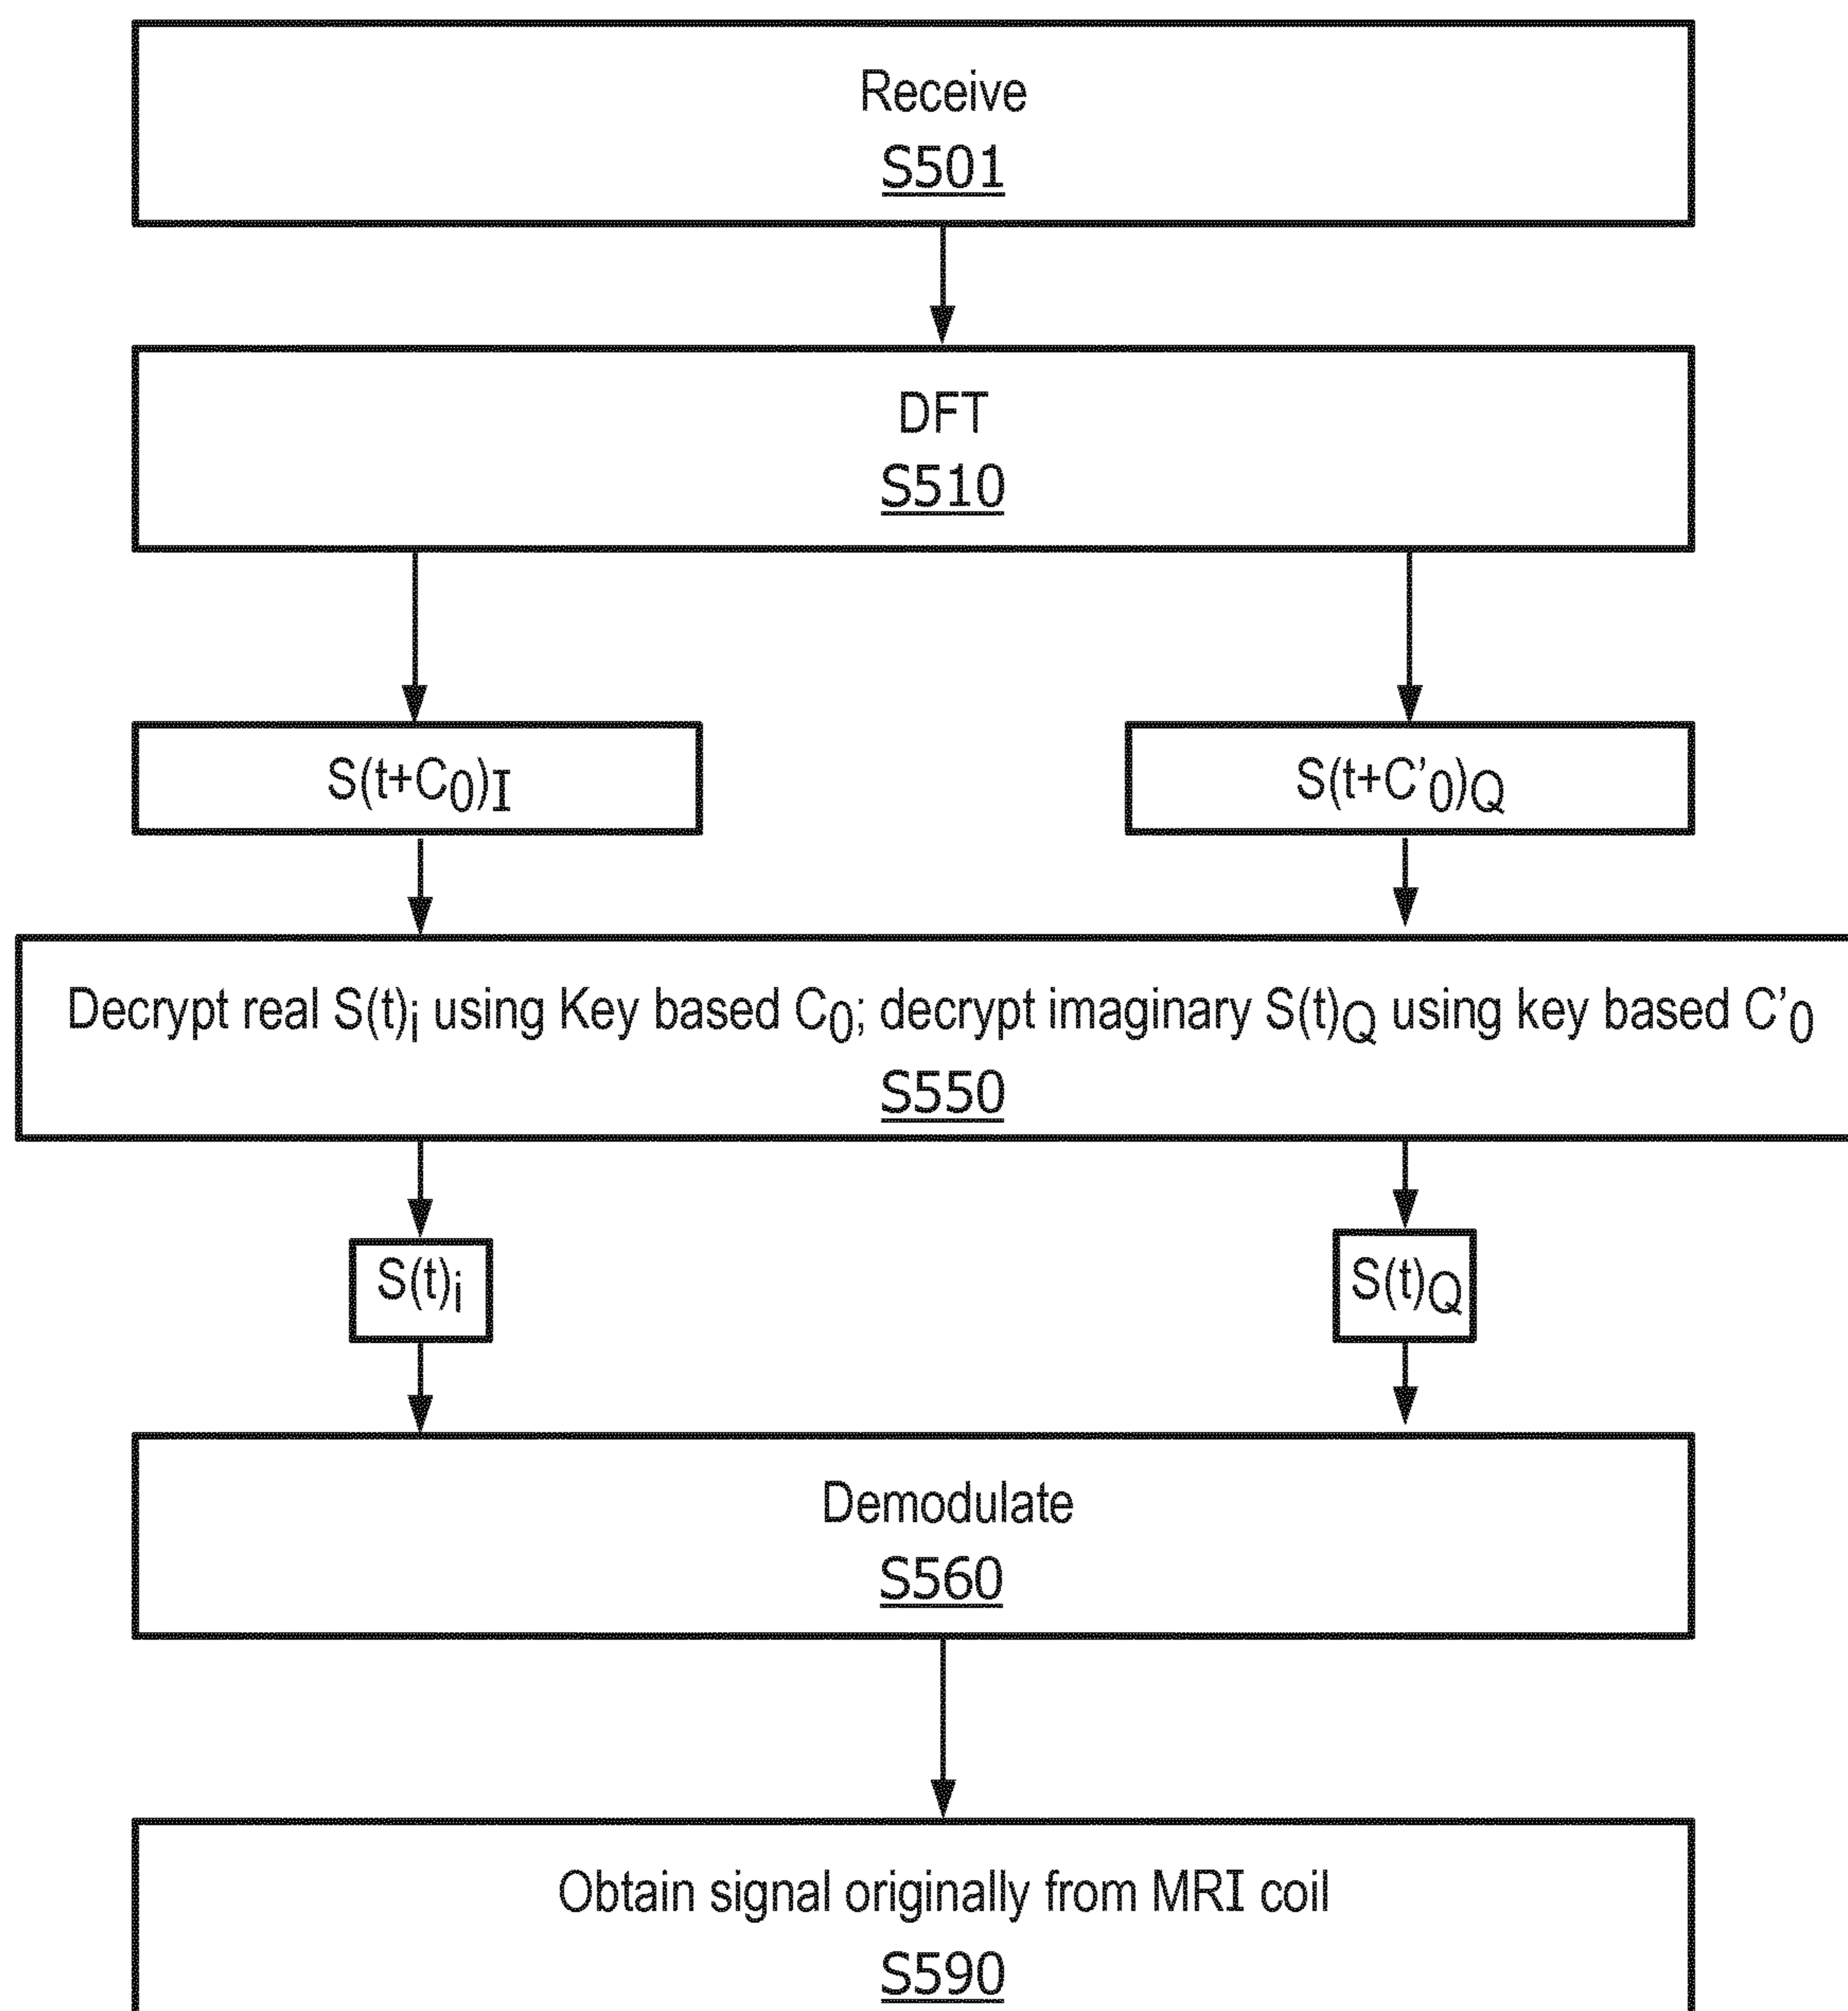 Receive
S501
DFT
S510
S(t+C₀)I
S(t+C'₀)Q
Decrypt real S(t)i using Key based C₀; decrypt imaginary S(t)Q using key based C'₀
S550
S(t)i
S(t)Q
Demodulate
S560
Obtain signal originally from MRI coil
S590